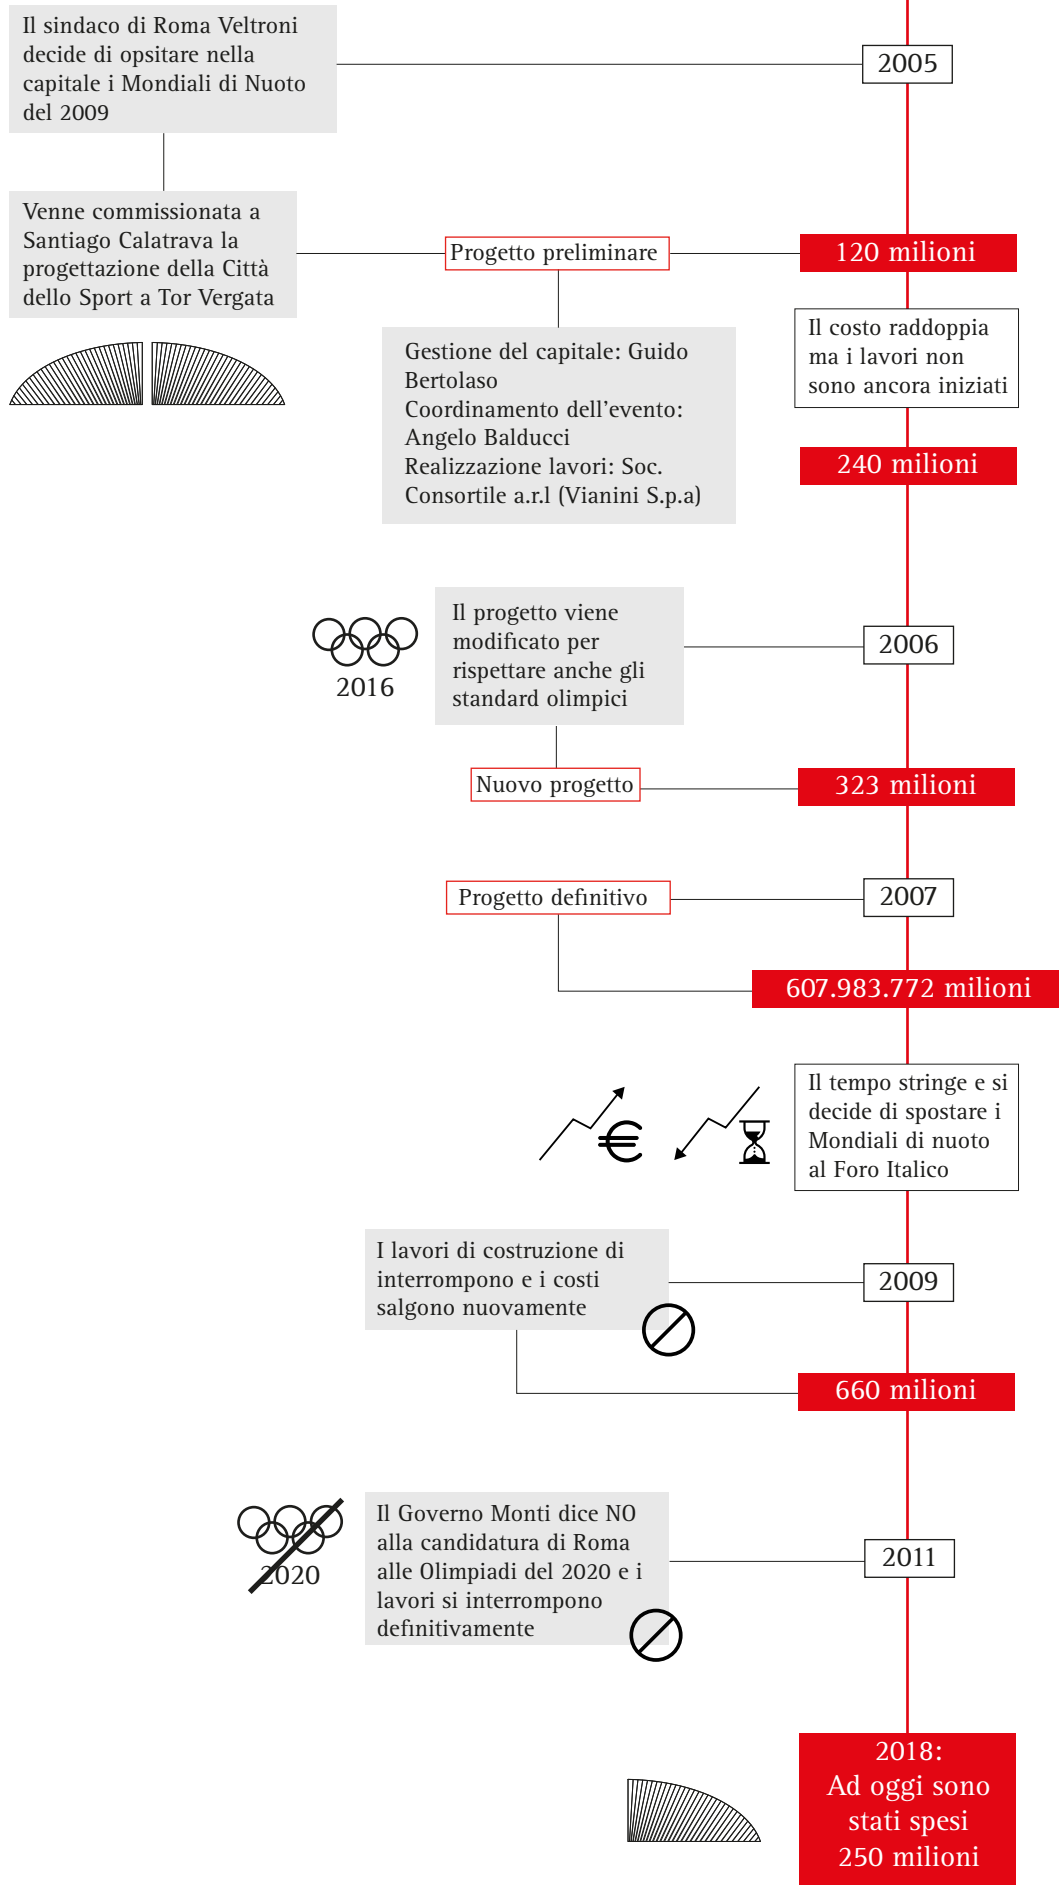 Il sindaco di Roma Veltroni
decide di opsitare nella
capitale i Mondiali di Nuoto
del 2009
2005
Venne commissionata a
Santiago Calatrava la
progettazione della Città
dello Sport a Tor Vergata
Progetto preliminare
120 milioni
Gestione del capitale: Guido
Bertolaso
Coordinamento dell'evento:
Angelo Balducci
Realizzazione lavori: Soc.
Consortile a.r.l (Vianini S.p.a)
Il costo raddoppia
ma i lavori non
sono ancora iniziati
240 milioni
2016
Il progetto viene
modificato per
rispettare anche gli
standard olimpici
2006
Nuovo progetto
323 milioni
Progetto definitivo
2007
607.983.772 milioni
€
Il tempo stringe e si
decide di spostare i
Mondiali di nuoto
al Foro Italico
I lavori di costruzione di
interrompono e i costi
salgono nuovamente
2009
660 milioni
2020
Il Governo Monti dice NO
alla candidatura di Roma
alle Olimpiadi del 2020 e i
lavori si interrompono
definitivamente
2011
2018:
Ad oggi sono
stati spesi
250 milioni